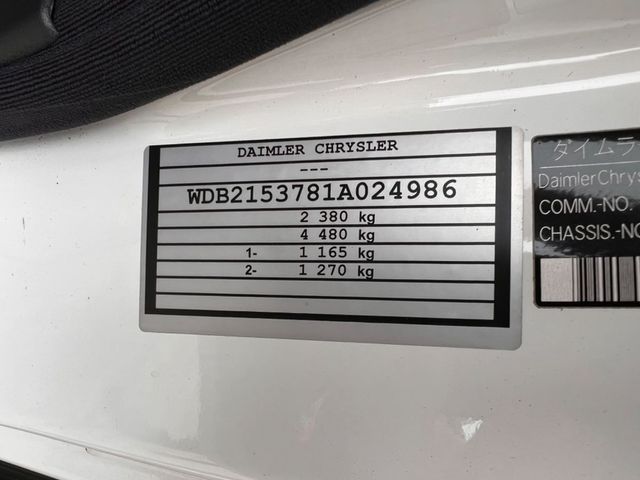 DAIMLER CHRYSLER
---
WDB2153781A024986
2 380 kg
4 480 kg
1- 1 165 kg
2- 1 270 kg
ダイムラ
DaimlerChrys
COMM.-NO.
CHASSIS.-NO